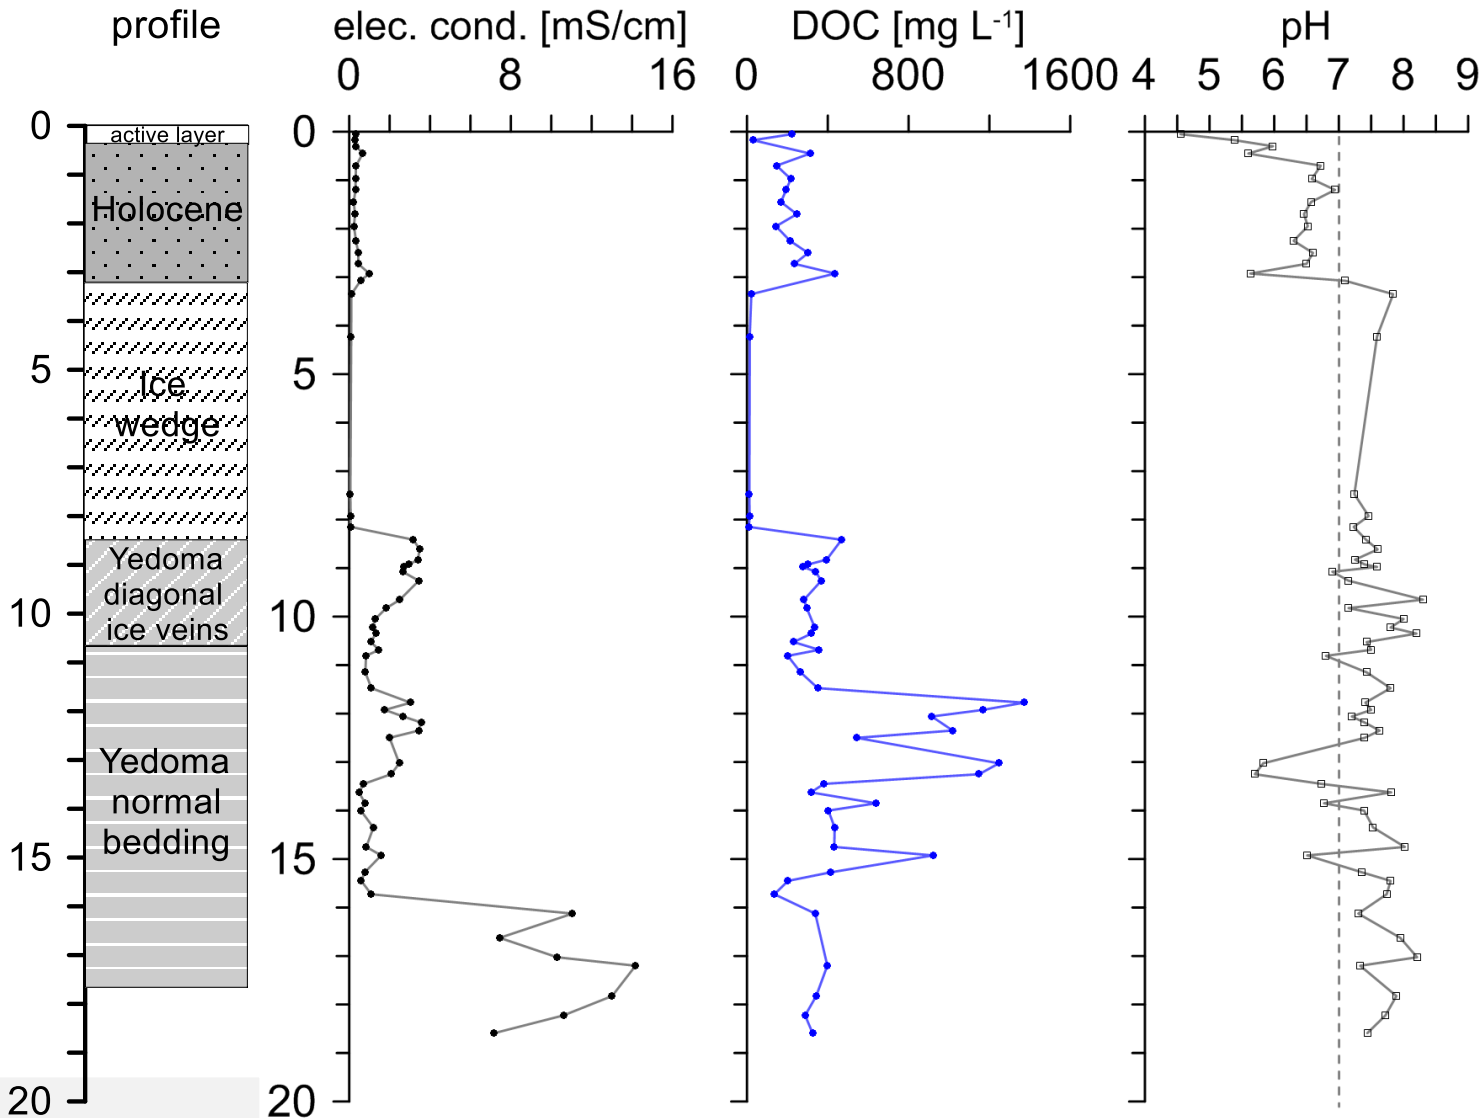 profile
elec. cond. [mS/cm]
DOC [mg L-1]
pH
0 8 16
0 800 1600
4 5 6 7 8 9
0
5
10
15
20
active layer
Holocene
Ice
wedge
Yedoma
diagonal
ice veins
Yedoma
normal
bedding
0
5
10
15
20